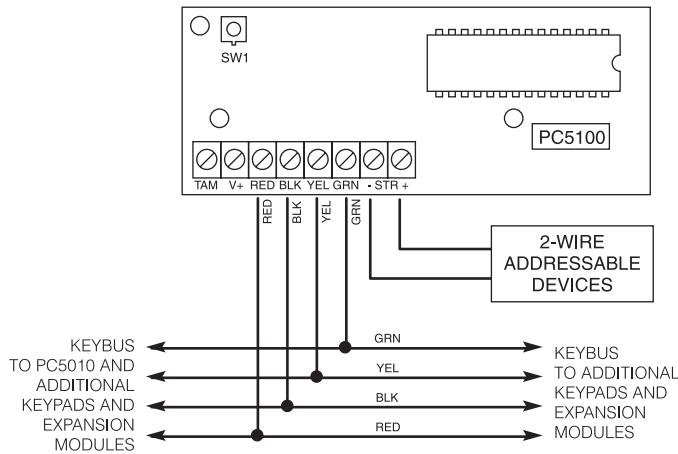 SW1
PC5100
TAM V+ RED BLK YEL GRN - STR +
RED
BLK
YEL
GRN
2-WIRE
ADDRESSABLE
DEVICES
KEYBUS
TO PC5010 AND
ADDITIONAL
KEYPADS AND
EXPANSION
MODULES
GRN
YEL
BLK
RED
KEYBUS
TO ADDITIONAL
KEYPADS AND
EXPANSION
MODULES